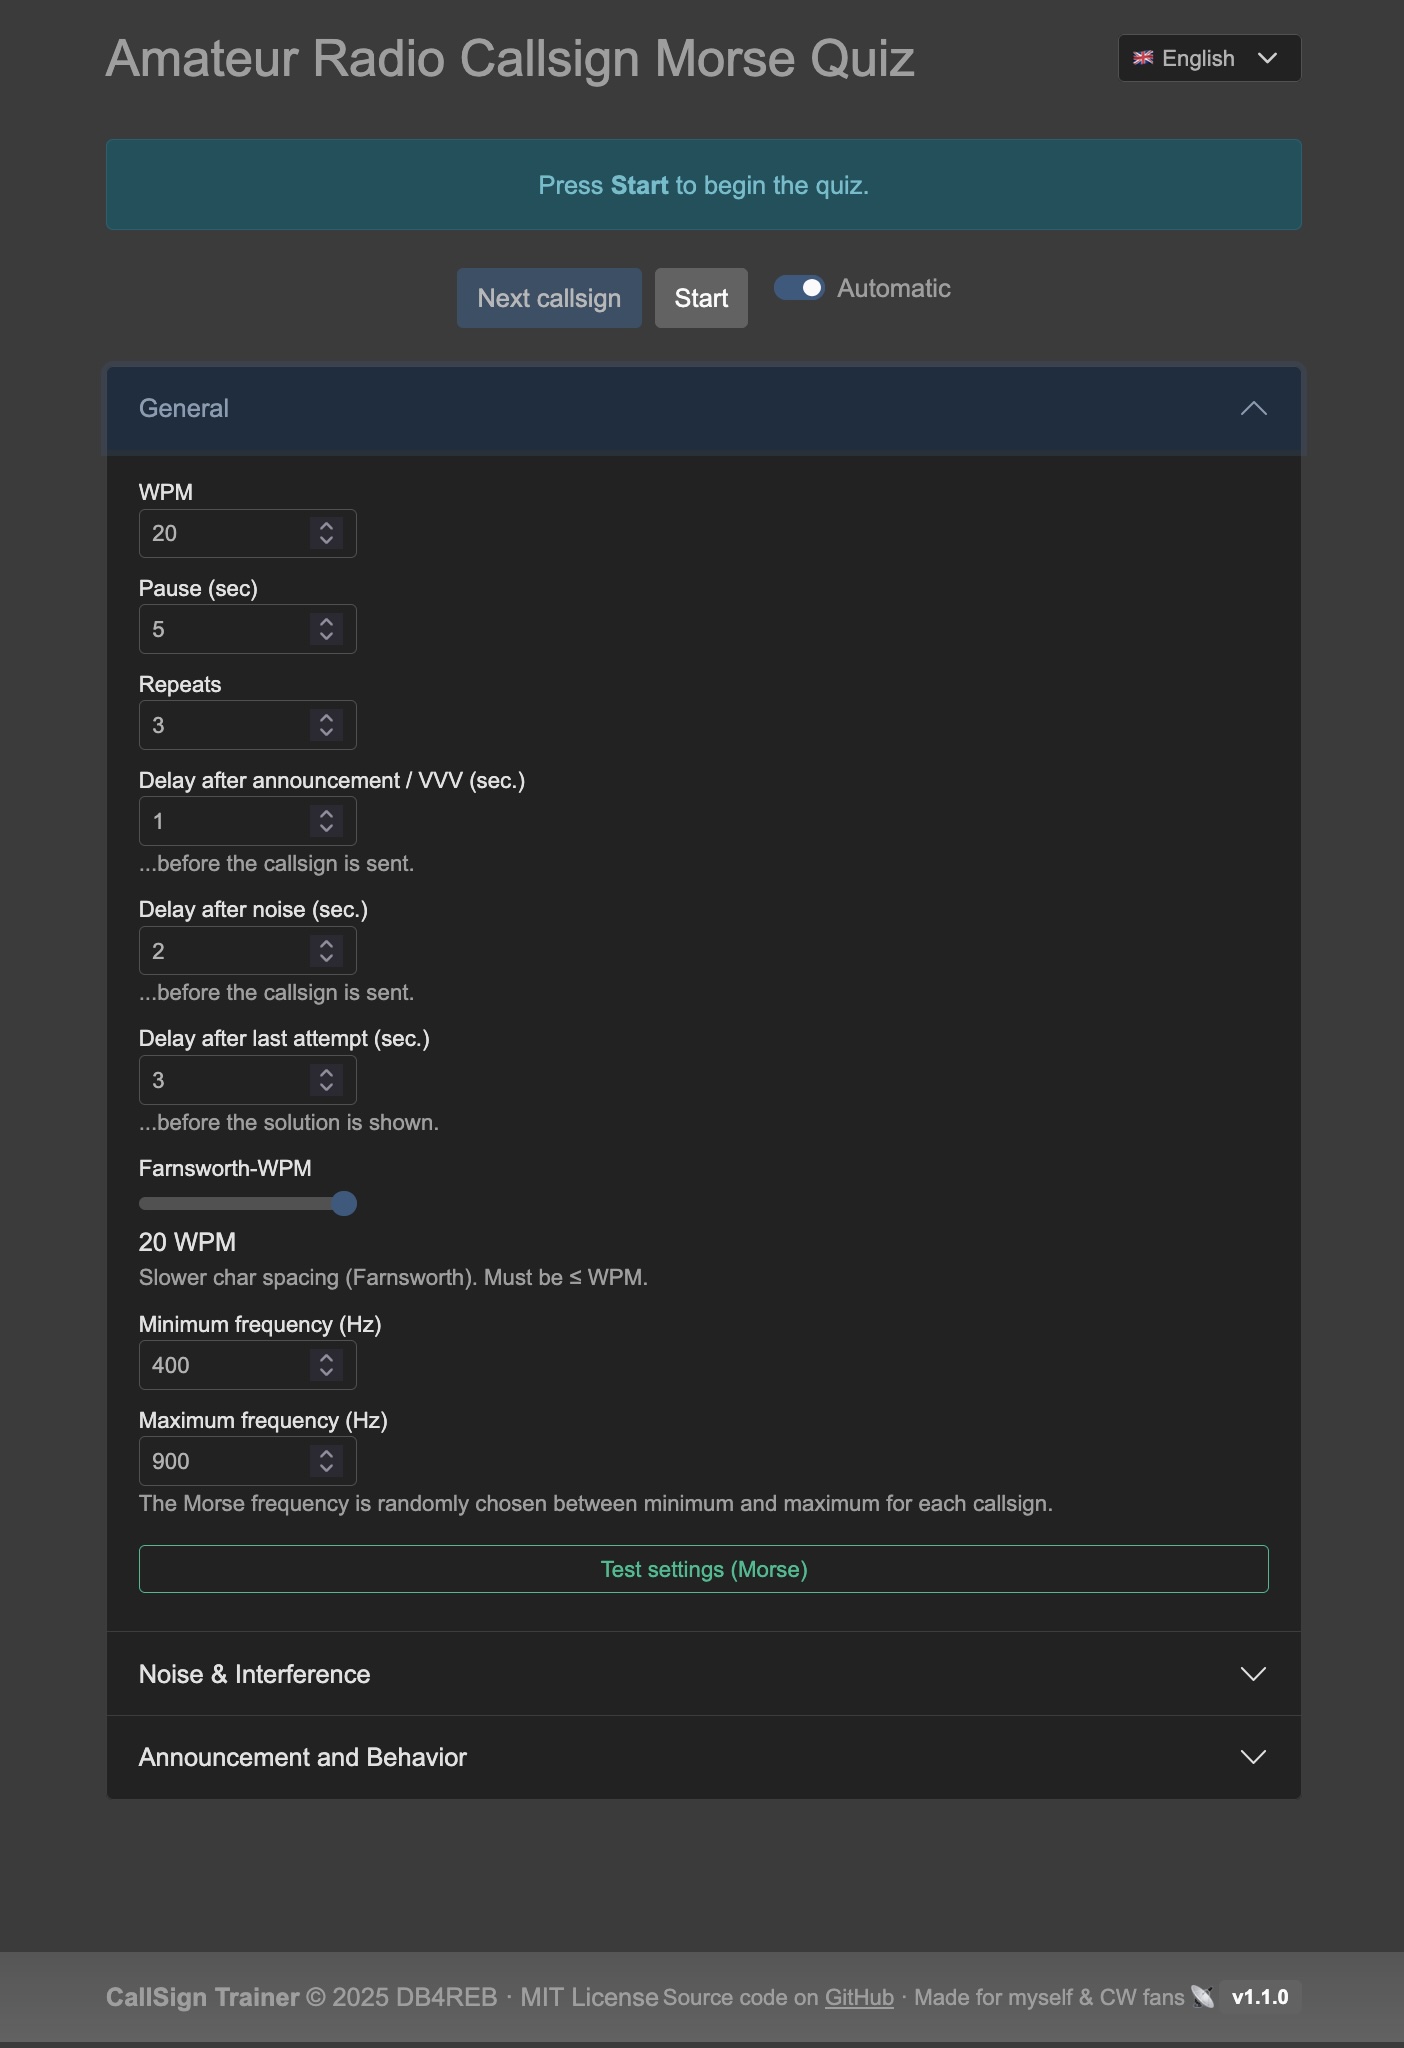 Amateur Radio Callsign Morse Quiz
English
Press Start to begin the quiz.
Next callsign Start Automatic
General
WPM
20
Pause (sec)
5
Repeats
3
Delay after announcement / VVV (sec.)
1
...before the callsign is sent.
Delay after noise (sec.)
2
...before the callsign is sent.
Delay after last attempt (sec.)
3
...before the solution is shown.
Farnsworth-WPM
20 WPM
Slower char spacing (Farnsworth). Must be ≤ WPM.
Minimum frequency (Hz)
400
Maximum frequency (Hz)
900
The Morse frequency is randomly chosen between minimum and maximum for each callsign.
Test settings (Morse)
Noise & Interference
Announcement and Behavior
CallSign Trainer © 2025 DB4REB · MIT License Source code on GitHub · Made for myself & CW fans v1.1.0